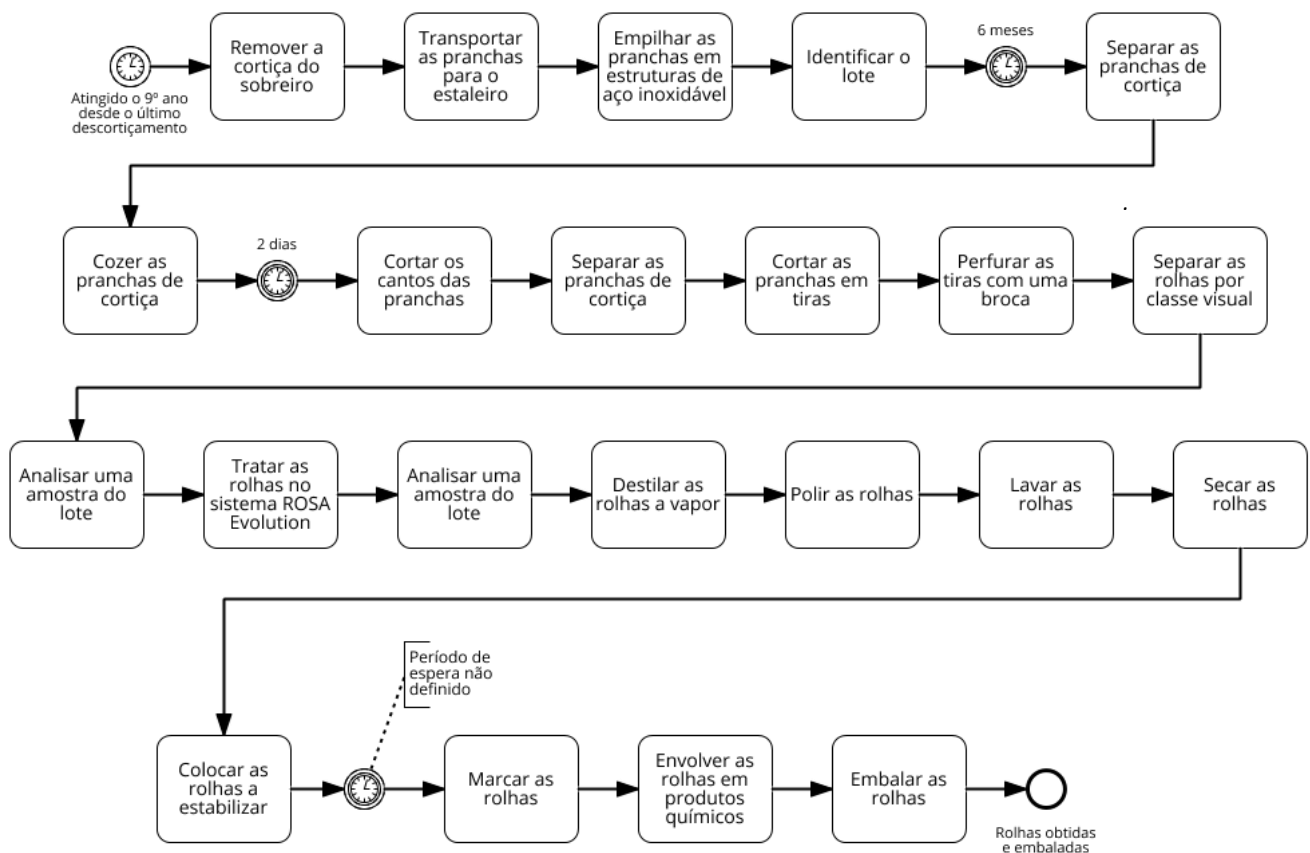 Remover a
cortiça do
sobreiro
Transportar
as pranchas
para o
estaleiro
Empilhar as
pranchas em
estruturas de
aço inoxidável
Identificar o
lote
6 meses
Separar as
pranchas de
cortiça
Atingido o 9º ano
desde o último
descortiçamento
Cozer as
pranchas de
cortiça
2 dias
Cortar os
cantos das
pranchas
Separar as
pranchas de
cortiça
Cortar as
pranchas em
tiras
Perfurar as
tiras com uma
broca
Separar as
rolhas por
classe visual
Analisar uma
amostra do
lote
Tratar as
rolhas no
sistema ROSA
Evolution
Analisar uma
amostra do
lote
Destilar as
rolhas a vapor
Polir as rolhas
Lavar as
rolhas
Secar as
rolhas
Período de
espera não
definido
Colocar as
rolhas a
estabilizar
Marcar as
rolhas
Envolver as
rolhas em
produtos
químicos
Embalar as
rolhas
Rolhas obtidas
e embaladas